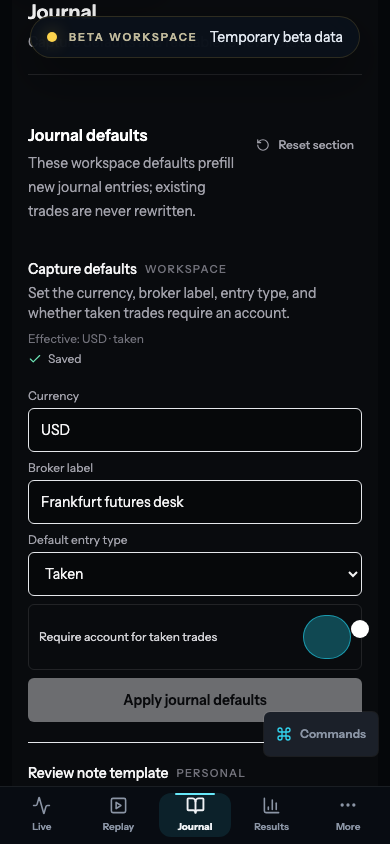 Journal
BETA WORKSPACE Temporary beta data
Journal defaults
Reset section
These workspace defaults prefill
new journal entries; existing
trades are never rewritten.
Capture defaults WORKSPACE
Set the currency, broker label, entry type, and
whether taken trades require an account.
Effective: USD · taken
Saved
Currency
USD
Broker label
Frankfurt futures desk
Default entry type
Taken
Require account for taken trades
Apply journal defaults
Commands
Review note template PERSONAL
Live
Replay
Journal
Results
More